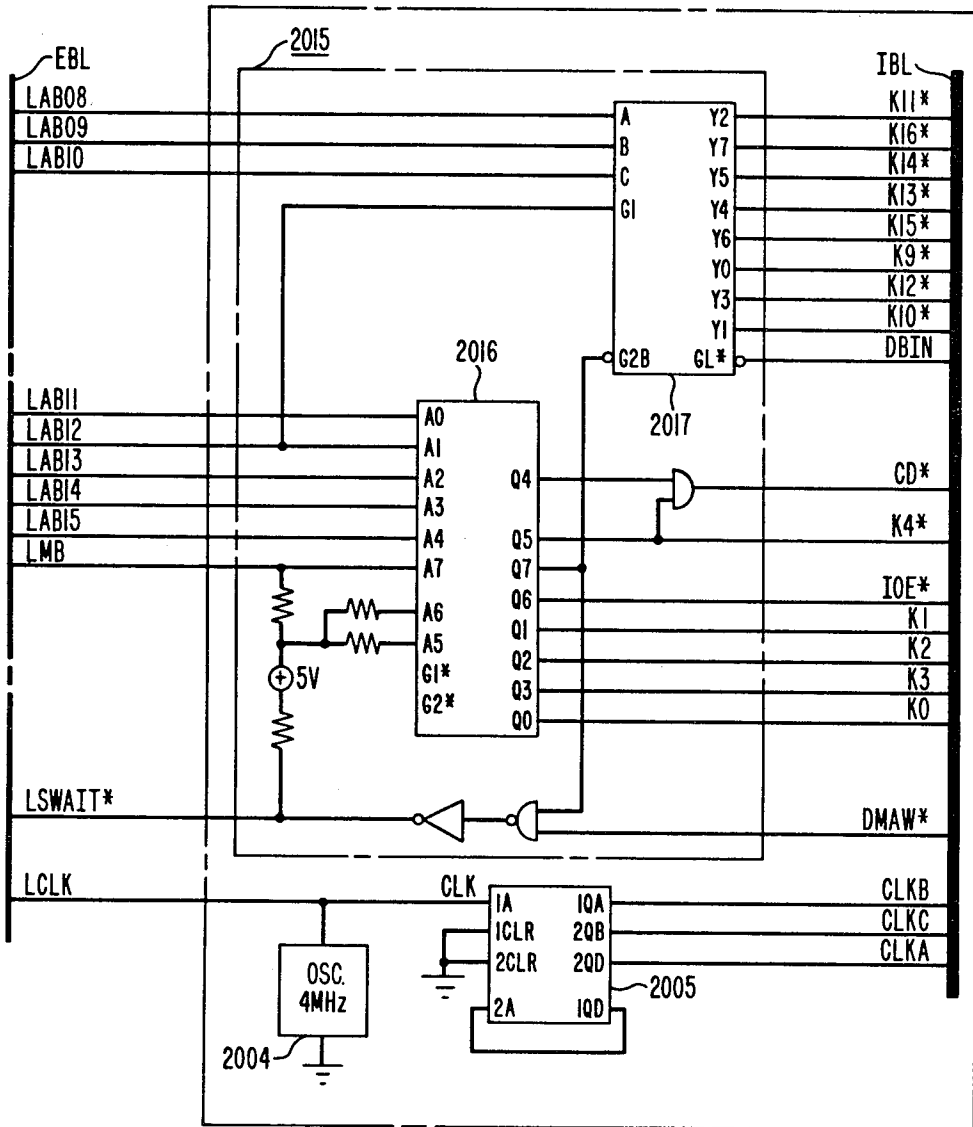 2015
EBL
IBL
LAB08
A
Y2
K11*
LAB09
B
Y7
K16*
LAB10
C
Y5
K14*
G1
Y4
K13*
Y6
K15*
Y0
K9*
Y3
K12*
Y1
K10*
2016
G2B
GL*
DBIN
2017
LAB11
A0
LAB12
A1
LAB13
A2
Q4
CD*
LAB14
A3
LAB15
A4
Q5
K4*
LMB
A7
Q7
A6
Q6
IOE*
A5
Q1
K1
5V
G1*
Q2
K2
G2*
Q3
K3
Q0
K0
LSWAIT*
DMAW*
LCLK
CLK
1A
1QA
CLKB
1CLR
2QB
CLKC
2CLR
2QD
CLKA
OSC.
4MHz
2005
2A
1QD
2004